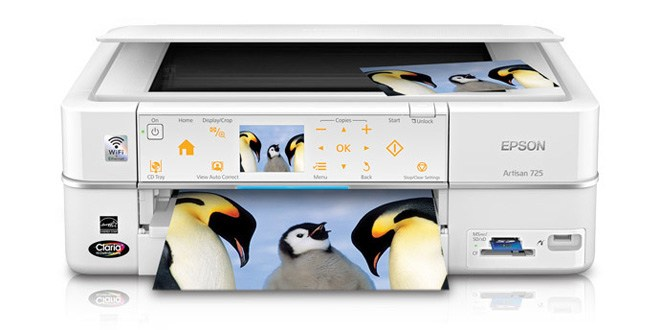 On
Home
Display/Crop
Copies
Start
Unlock
WiFi
OK
EPSON
CD Tray
View Auto Correct
Menu
Back
Stop/Clear Settings
Artisan 725
Claria